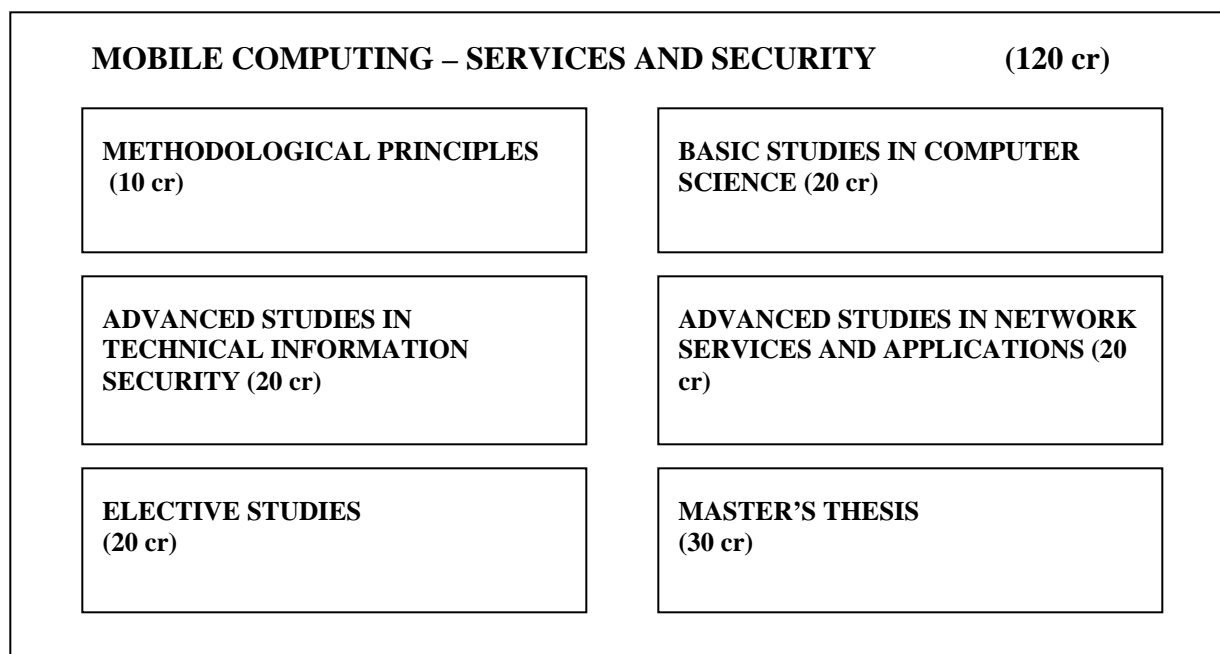 MOBILE COMPUTING – SERVICES AND SECURITY (120 cr)
METHODOLOGICAL PRINCIPLES
(10 cr)
BASIC STUDIES IN COMPUTER
SCIENCE (20 cr)
ADVANCED STUDIES IN
TECHNICAL INFORMATION
SECURITY (20 cr)
ADVANCED STUDIES IN NETWORK
SERVICES AND APPLICATIONS (20
cr)
ELECTIVE STUDIES
(20 cr)
MASTER’S THESIS
(30 cr)